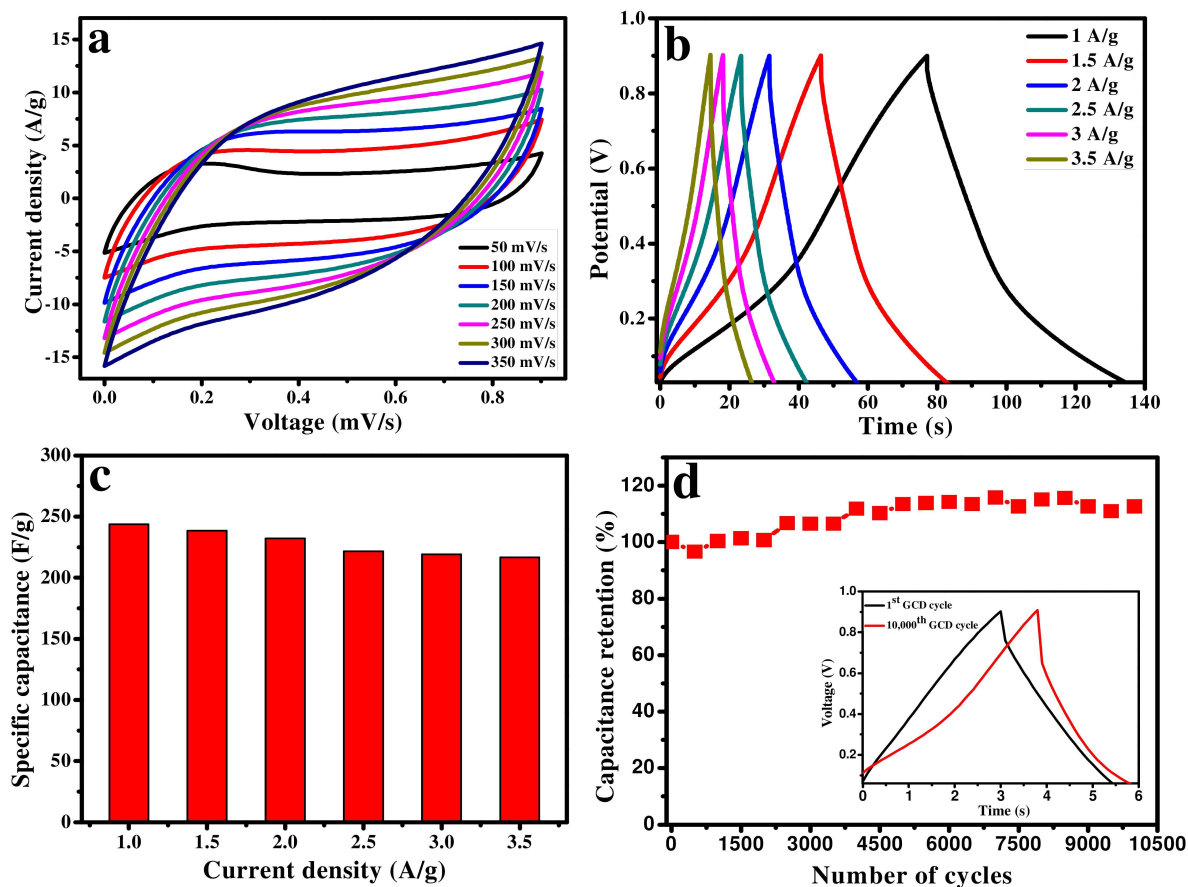 a
Current density (A/g)
15
10
5
0
-5
-10
-15
50 mV/s
100 mV/s
150 mV/s
200 mV/s
250 mV/s
300 mV/s
350 mV/s
0.0 0.2 0.4 0.6 0.8
Voltage (mV/s)
b
Potential (V)
1.0
0.8
0.6
0.4
0.2
1 A/g
1.5 A/g
2 A/g
2.5 A/g
3 A/g
3.5 A/g
0 20 40 60 80 100 120 140
Time (s)
c
Specific capacitance (F/g)
300
250
200
150
100
50
0
1.0 1.5 2.0 2.5 3.0 3.5
Current density (A/g)
d
Capacitance retention (%)
120
100
80
60
40
20
0
1st GCD cycle
10,000th GCD cycle
Voltage (V)
1.0
0.8
0.6
0.4
0.2
0 1 2 3 4 5 6
Time (s)
0 1500 3000 4500 6000 7500 9000 10500
Number of cycles